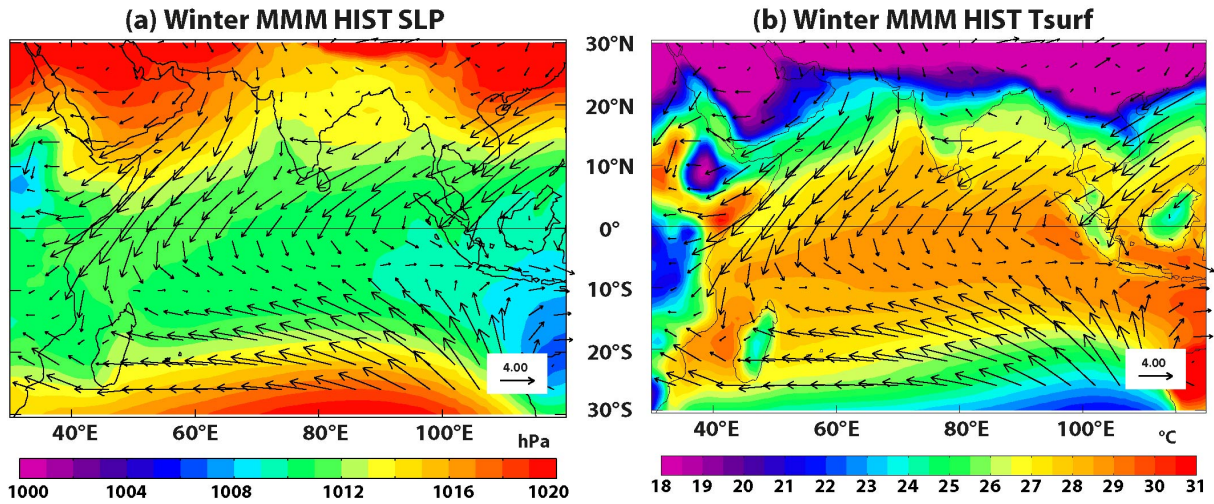 (a) Winter MMM HIST SLP
(b) Winter MMM HIST Tsurf
30°N
20°N
10°N
0°
10°S
20°S
30°S
4.00
4.00
40°E 60°E 80°E 100°E hPa
40°E 60°E 80°E 100°E °C
1000 1004 1008 1012 1016 1020
18 19 20 21 22 23 24 25 26 27 28 29 30 31